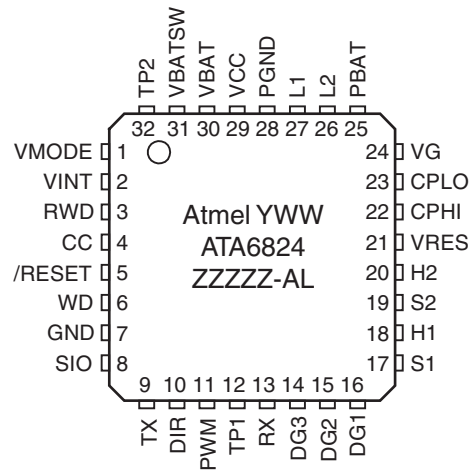 TP2
VBATSW
VBAT
VCC
PGND
L1
L2
PBAT
32 31 30 29 28 27 26 25
VMODE 1
VINT 2
RWD 3
CC 4
/RESET 5
WD 6
GND 7
SIO 8
Atmel YWW
ATA6824
ZZZZZ-AL
24 VG
23 CPLO
22 CPHI
21 VRES
20 H2
19 S2
18 H1
17 S1
9 10 11 12 13 14 15 16
TX
DIR
PWM
TP1
RX
DG3
DG2
DG1